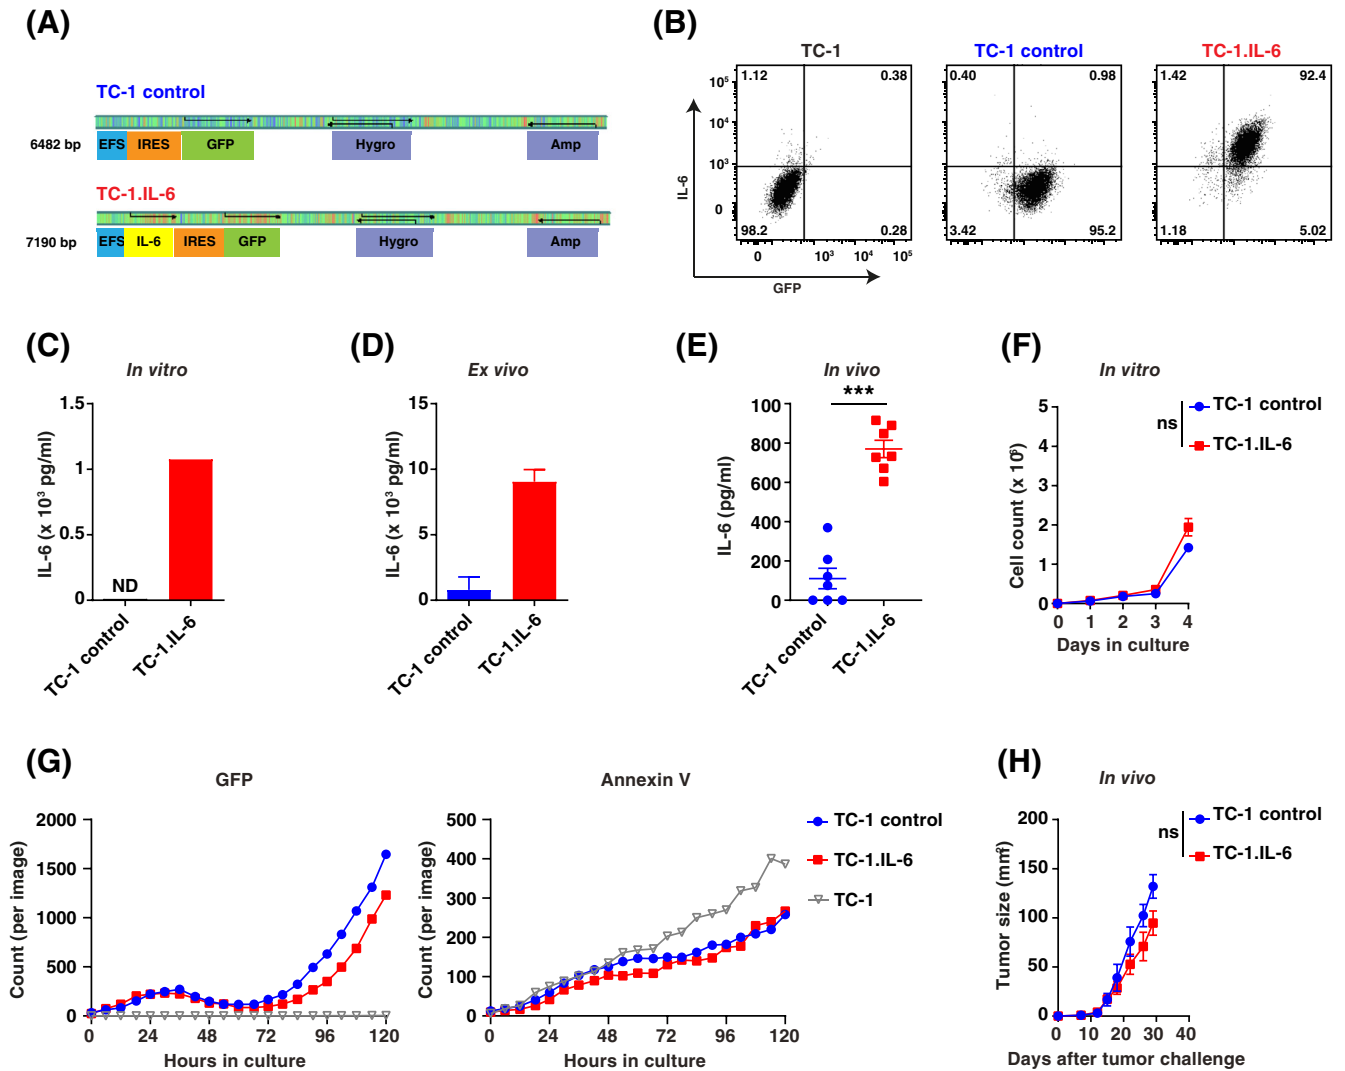 (A)
TC-1 control
6482 bp
EFS IRES GFP Hygro Amp
TC-1.IL-6
7190 bp
EFS IL-6 IRES GFP Hygro Amp
(B)
TC-1 TC-1 control TC-1.IL-6
1.12 0.38
98.2 0.28
0.40 0.98
3.42 95.2
1.42 92.4
1.18 5.02
10⁵
10⁴
10³
0
IL-6
0 10³ 10⁴ 10⁵
GFP
(C)
In vitro
IL-6 (x 10³ pg/ml)
1.5
1
0.5
0
ND
TC-1 control
TC-1.IL-6
(D)
Ex vivo
IL-6 (x 10³ pg/ml)
15
10
5
0
TC-1 control
TC-1.IL-6
(E)
In vivo
***
IL-6 (pg/ml)
100
800
600
400
200
0
TC-1 control
TC-1.IL-6
(F)
In vitro
ns
TC-1 control
TC-1.IL-6
Cell count (x 10⁶)
5
4
3
2
1
0
0 1 2 3 4
Days in culture
(G)
GFP
Count (per image)
2000
1500
1000
500
0
0 24 48 72 96 120
Hours in culture
Annexin V
Count (per image)
500
400
300
200
100
0
0 24 48 72 96 120
Hours in culture
TC-1 control
TC-1.IL-6
TC-1
(H)
In vivo
ns
TC-1 control
TC-1.IL-6
Tumor size (mm²)
200
150
100
50
0
0 10 20 30 40
Days after tumor challenge